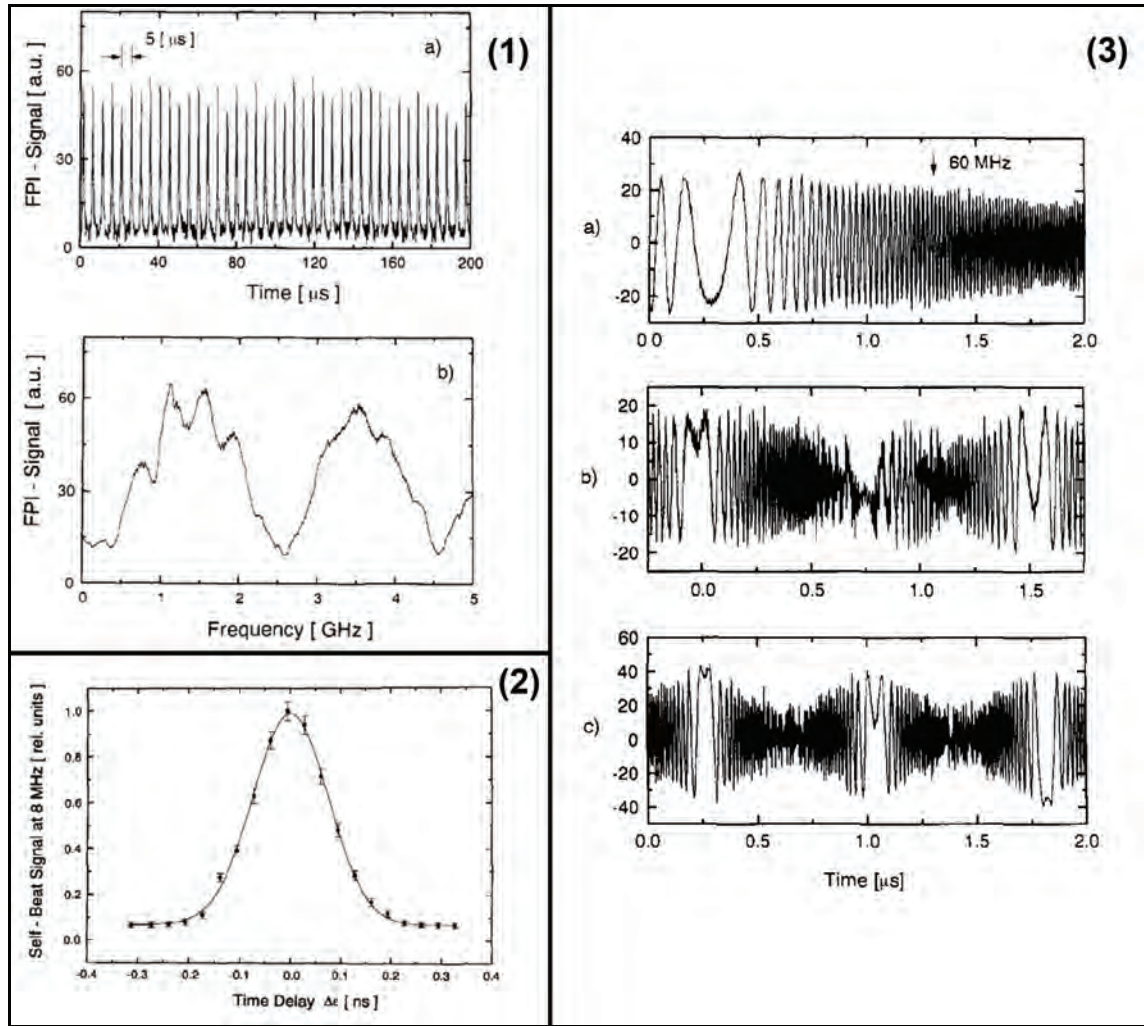 (1)
a)
5 [ μs ]
FPI - Signal [ a.u. ]
60
30
0
0 40 80 120 160 200
Time [ μs ]
b)
FPI - Signal [ a.u. ]
60
30
0
0 1 2 3 4 5
Frequency [ GHz ]
(2)
Self - Beat Signal at 8 MHz [ rel. units ]
1.0
0.8
0.6
0.4
0.2
0.0
-0.4 -0.3 -0.2 -0.1 0.0 0.1 0.2 0.3 0.4
Time Delay Δε [ ns ]
(3)
a)
60 MHz
40
20
0
-20
0.0 0.5 1.0 1.5 2.0
b)
20
10
0
-10
-20
0.0 0.5 1.0 1.5
c)
60
40
20
0
-20
-40
0.0 0.5 1.0 1.5 2.0
Time [μs]